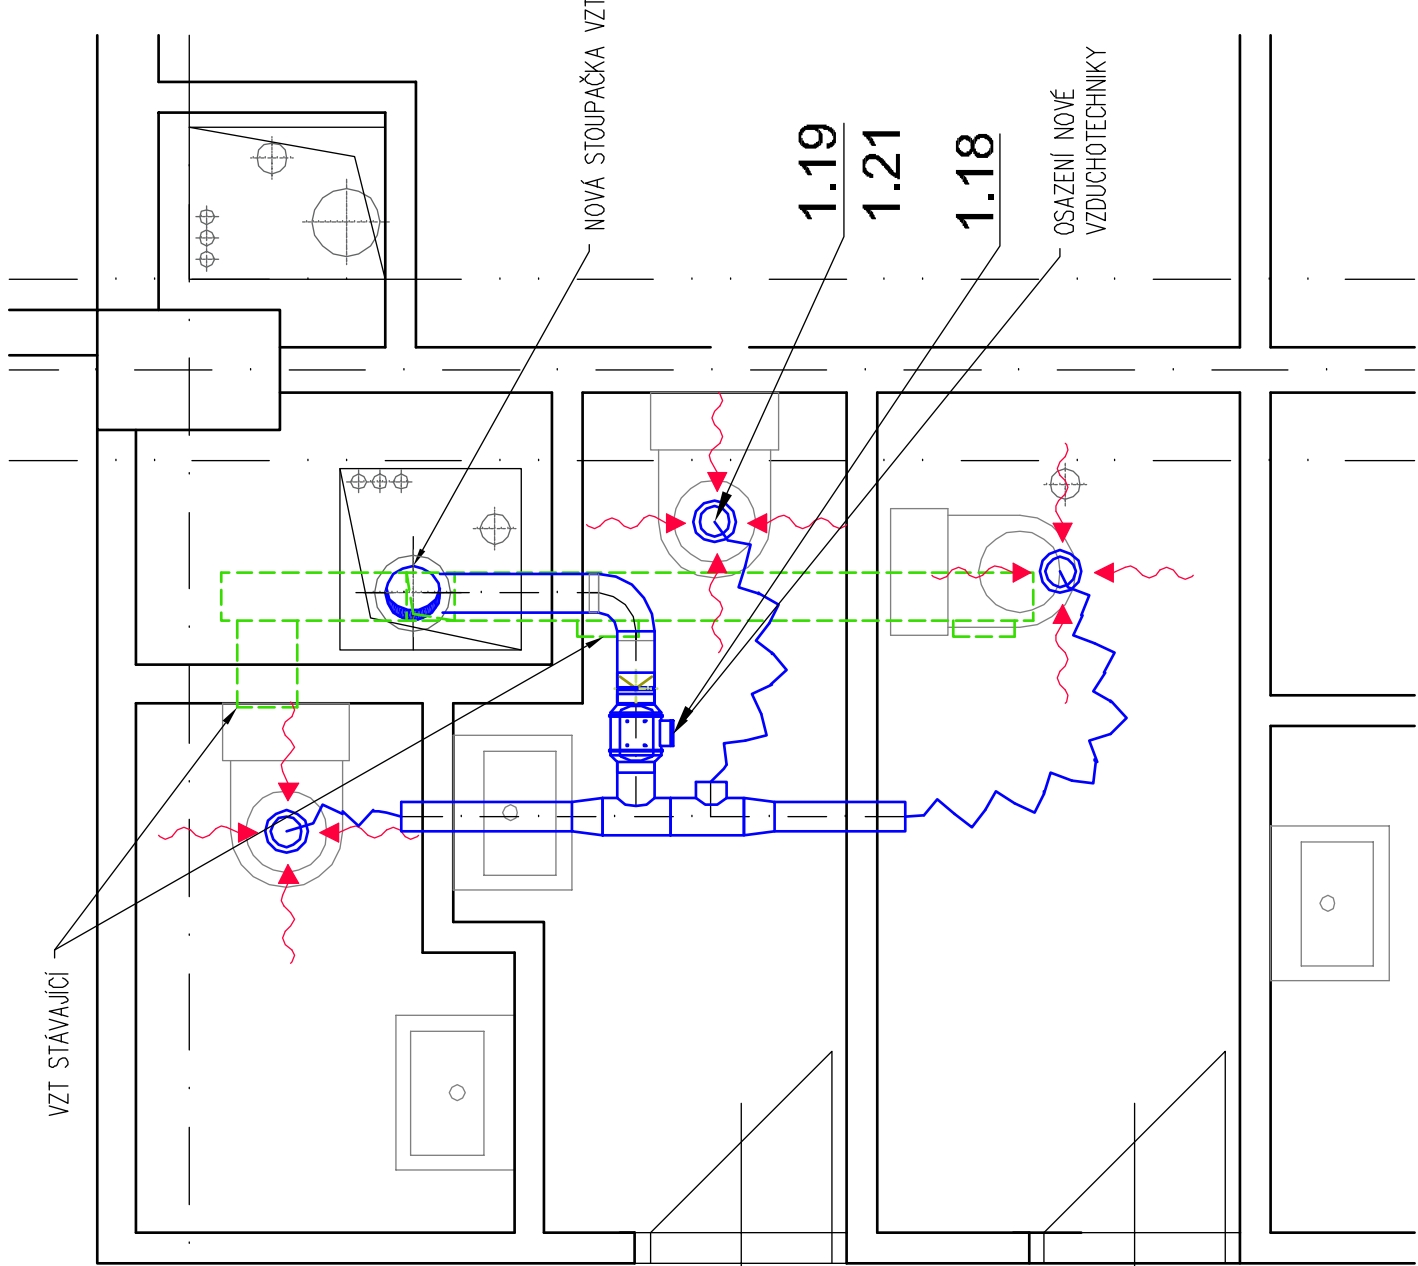 NOVÁ STOUPAČKA VZT
1.19
1.21
1.18
OSAZENÍ NOVÉ
VZDUCHOTECHNIKY
VZT STÁVAJÍCÍ